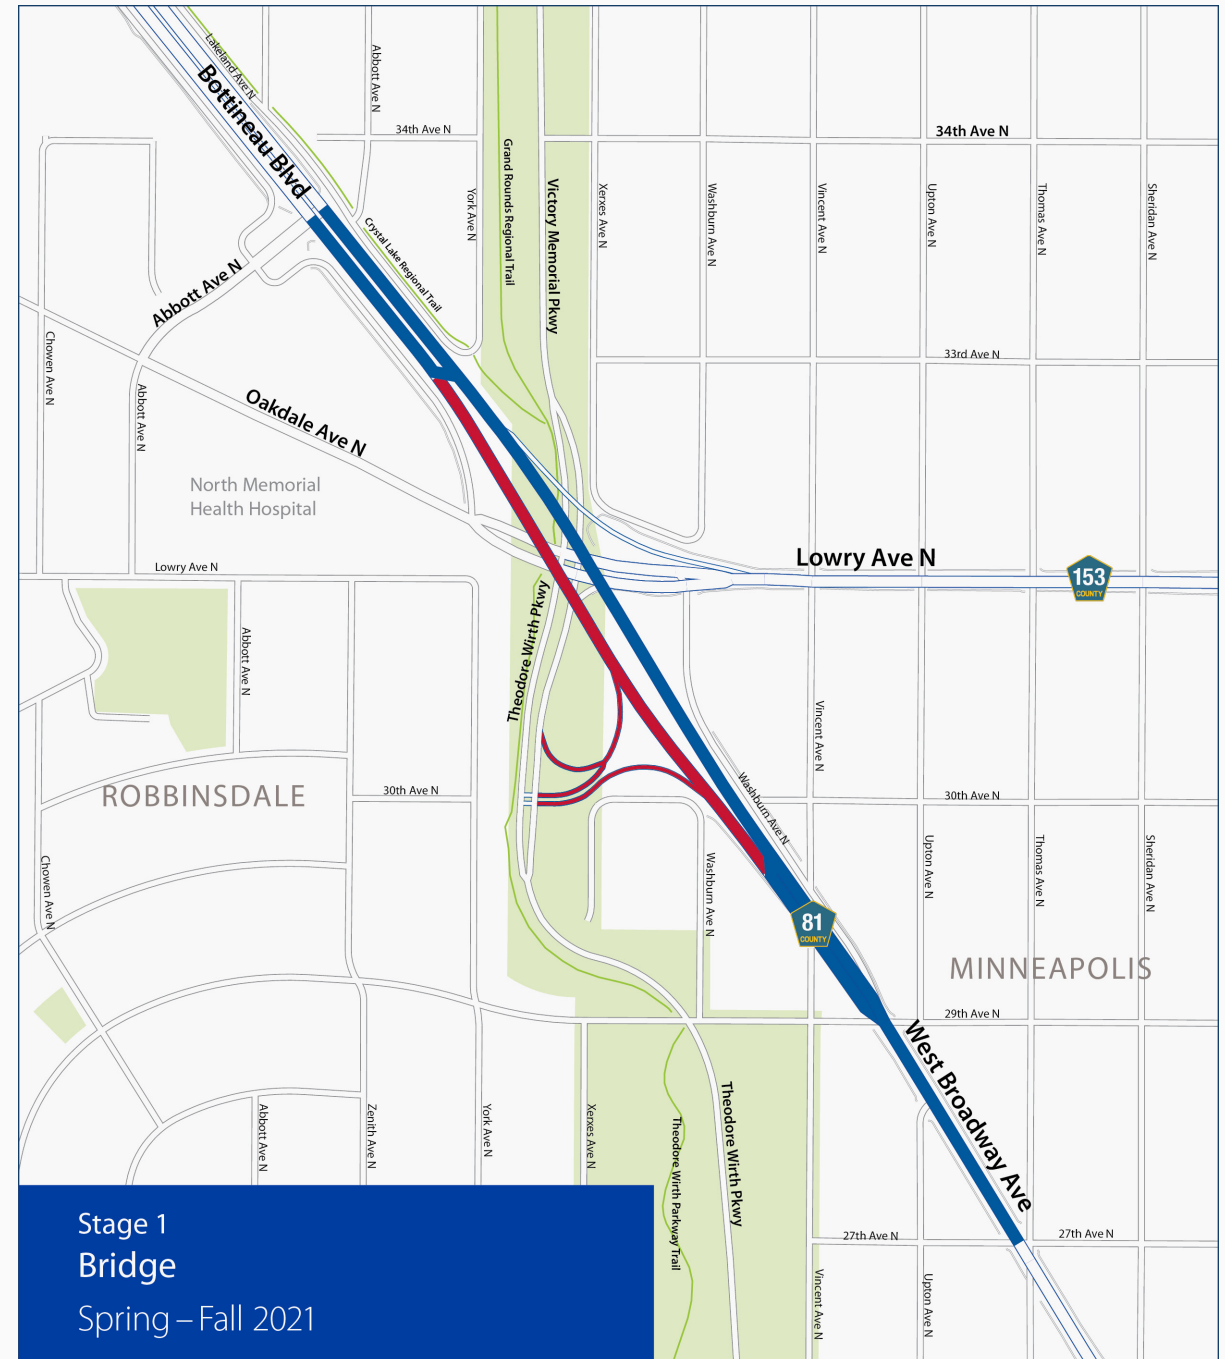 Lakeland Ave N
Bottineau Blvd
Abbott Ave N
34th Ave N
34th Ave N
Grand Rounds Regional Trail
Victory Memorial Pkwy
York Ave N
Xerxes Ave N
Washburn Ave N
Vincent Ave N
Upton Ave N
Thomas Ave N
Sheridan Ave N
Crystal Lake Regional Trail
Abbott Ave N
Chowen Ave N
Abbott Ave N
33rd Ave N
Oakdale Ave N
North Memorial
Health Hospital
Lowry Ave N
Lowry Ave N
153
COUNTY
Theodore Wirth Pkwy
Abbott Ave N
Vincent Ave N
ROBBINSDALE
30th Ave N
Washburn Ave N
30th Ave N
Chowen Ave N
Washburn Ave N
Upton Ave N
Thomas Ave N
Sheridan Ave N
81
COUNTY
MINNEAPOLIS
29th Ave N
West Broadway Ave
Abbott Ave N
Zenith Ave N
York Ave N
Xerxes Ave N
Theodore Wirth Parkway Trail
Theodore Wirth Pkwy
27th Ave N
27th Ave N
Vincent Ave N
Upton Ave N
Stage 1
Bridge
Spring – Fall 2021